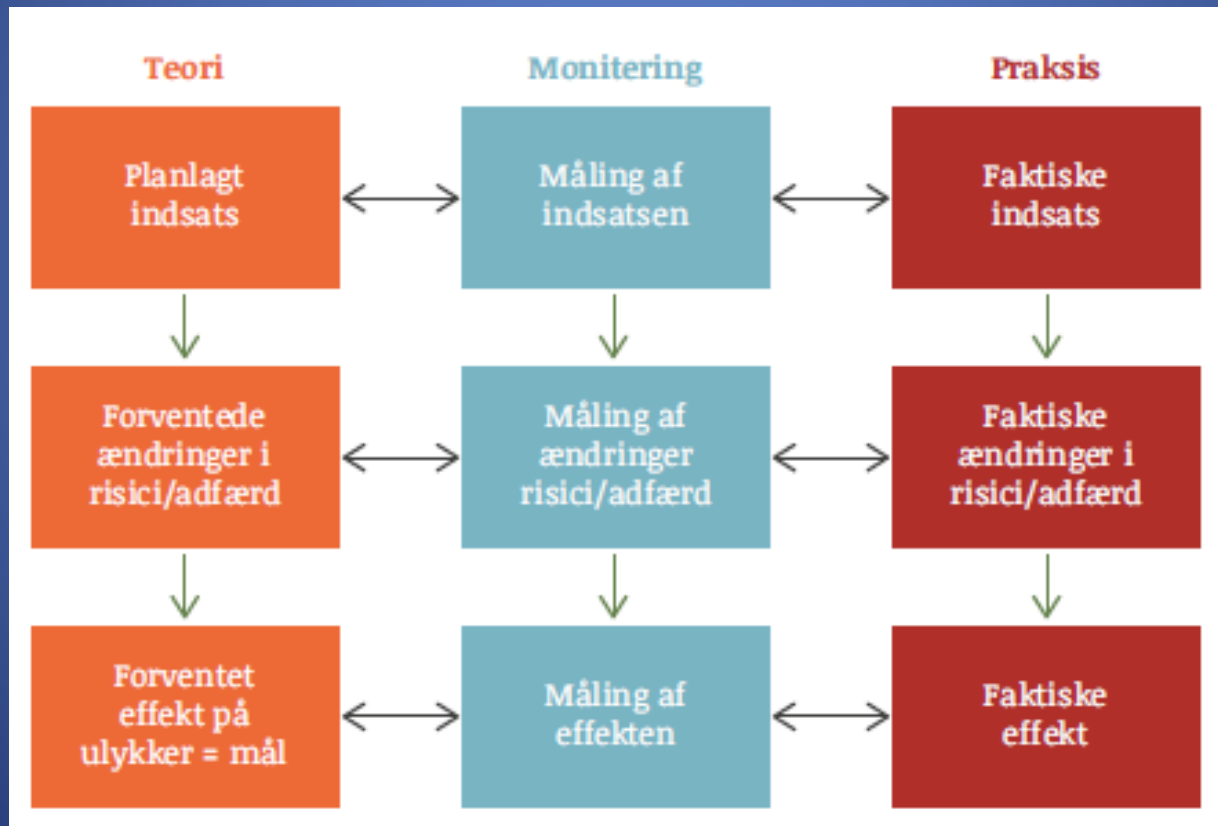 Teori
Monitering
Praksis
Planlagt
indsats
Måling af
indsatsen
Faktiske
indsats
Forventede
ændringer i
risici/adfærd
Måling af
ændringer
risici/adfærd
Faktiske
ændringer i
risici/adfærd
Forventet
effekt på
ulykker = mål
Måling af
effekten
Faktiske
effekt